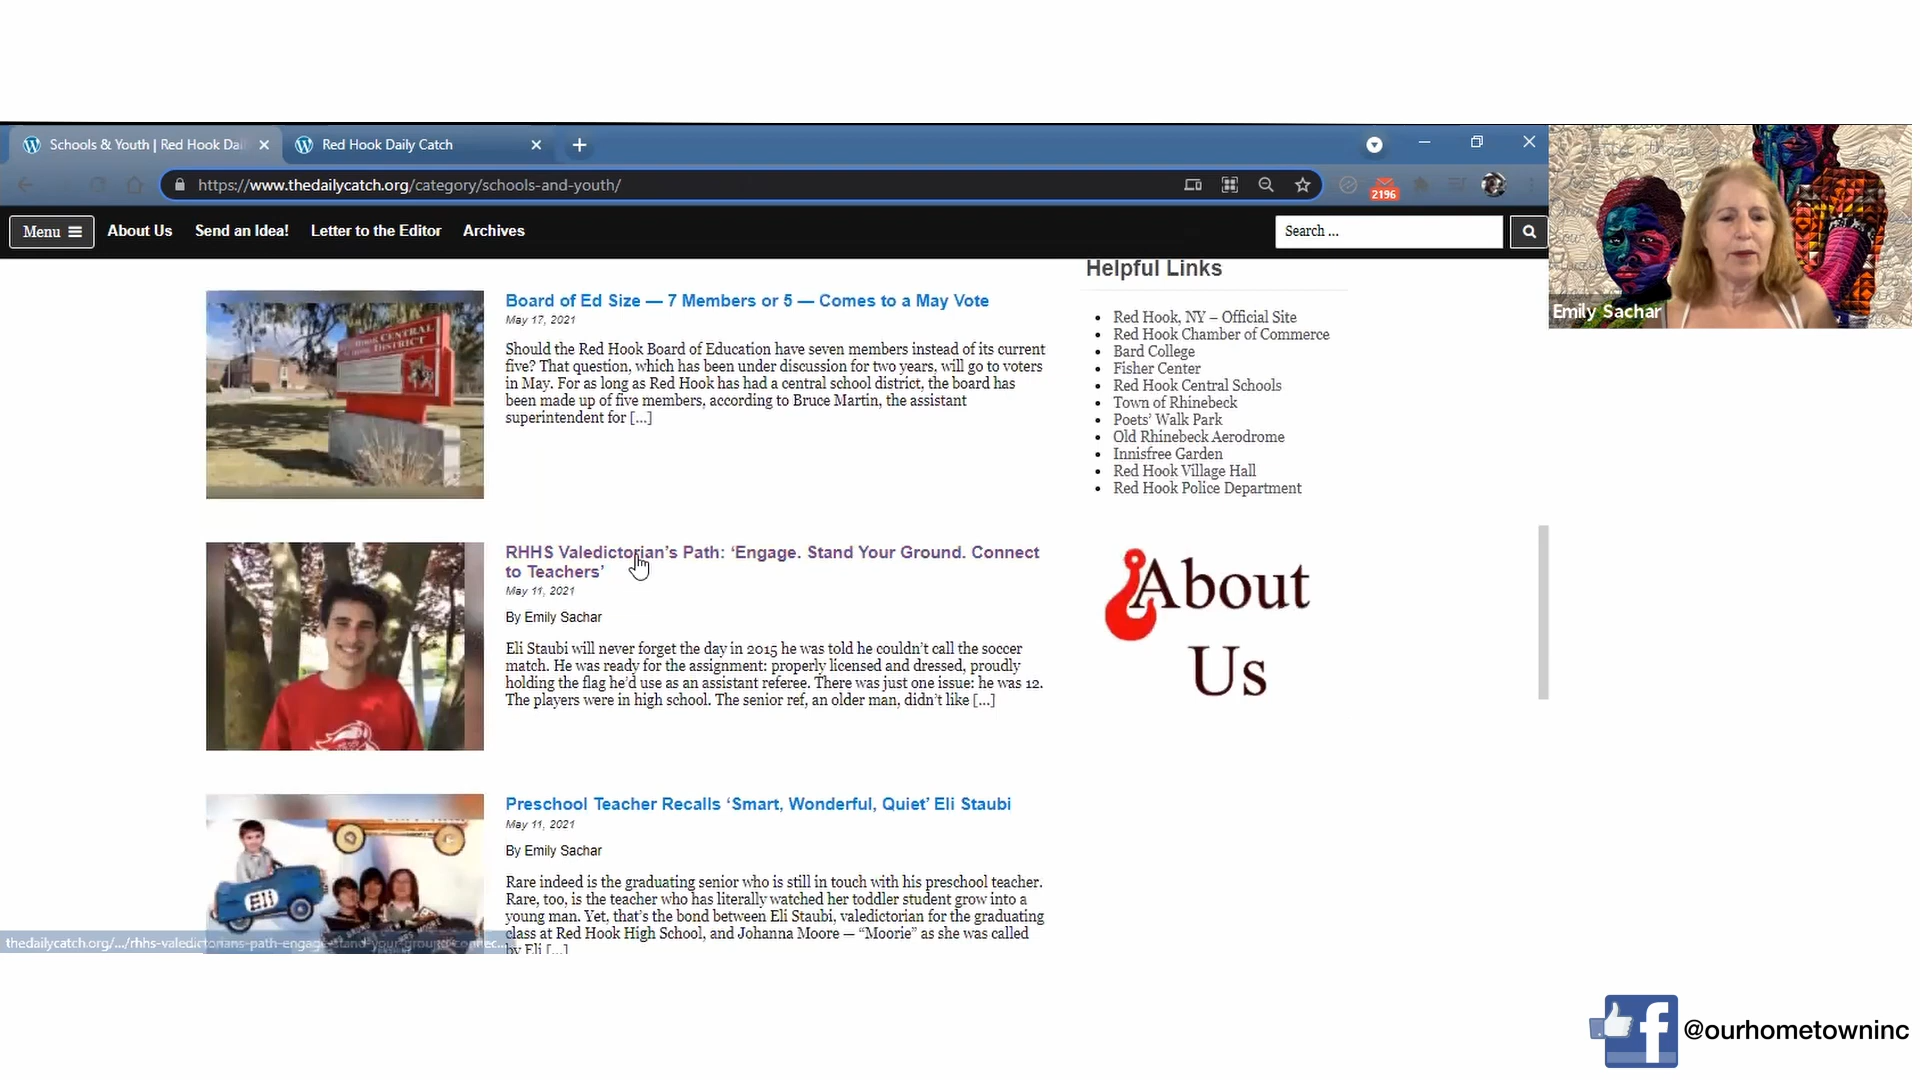 Schools & Youth | Red Hook Dai
Red Hook Daily Catch
https://www.thedailycatch.org/category/schools-and-youth/
2196
Menu
About Us
Send an Idea!
Letter to the Editor
Archives
Search ...
Emily Sachar
Board of Ed Size — 7 Members or 5 — Comes to a May Vote
May 17, 2021
Should the Red Hook Board of Education have seven members instead of its current
five? That question, which has been under discussion for two years, will go to voters
in May. For as long as Red Hook has had a central school district, the board has
been made up of five members, according to Bruce Martin, the assistant
superintendent for [...]
CENTRAL
SCHOOL DISTRICT
RHHS Valedictorian’s Path: ‘Engage. Stand Your Ground. Connect
to Teachers’
May 11, 2021
By Emily Sachar
Eli Staubi will never forget the day in 2015 he was told he couldn’t call the soccer
match. He was ready for the assignment: properly licensed and dressed, proudly
holding the flag he’d use as an assistant referee. There was just one issue: he was 12.
The players were in high school. The senior ref, an older man, didn’t like [...]
Preschool Teacher Recalls ‘Smart, Wonderful, Quiet’ Eli Staubi
May 11, 2021
By Emily Sachar
Rare indeed is the graduating senior who is still in touch with his preschool teacher.
Rare, too, is the teacher who has literally watched her toddler student grow into a
young man. Yet, that’s the bond between Eli Staubi, valedictorian for the graduating
class at Red Hook High School, and Johanna Moore — “Moorie” as she was called
by Eli [...]
Eli
thedailycatch.org/.../rhhs-valedictorians-path-engage-stand-your-ground-connec...
Helpful Links
Red Hook, NY – Official Site
Red Hook Chamber of Commerce
Bard College
Fisher Center
Red Hook Central Schools
Town of Rhinebeck
Poets’ Walk Park
Old Rhinebeck Aerodrome
Innisfree Garden
Red Hook Village Hall
Red Hook Police Department
About
Us
f
@ourhometowninc